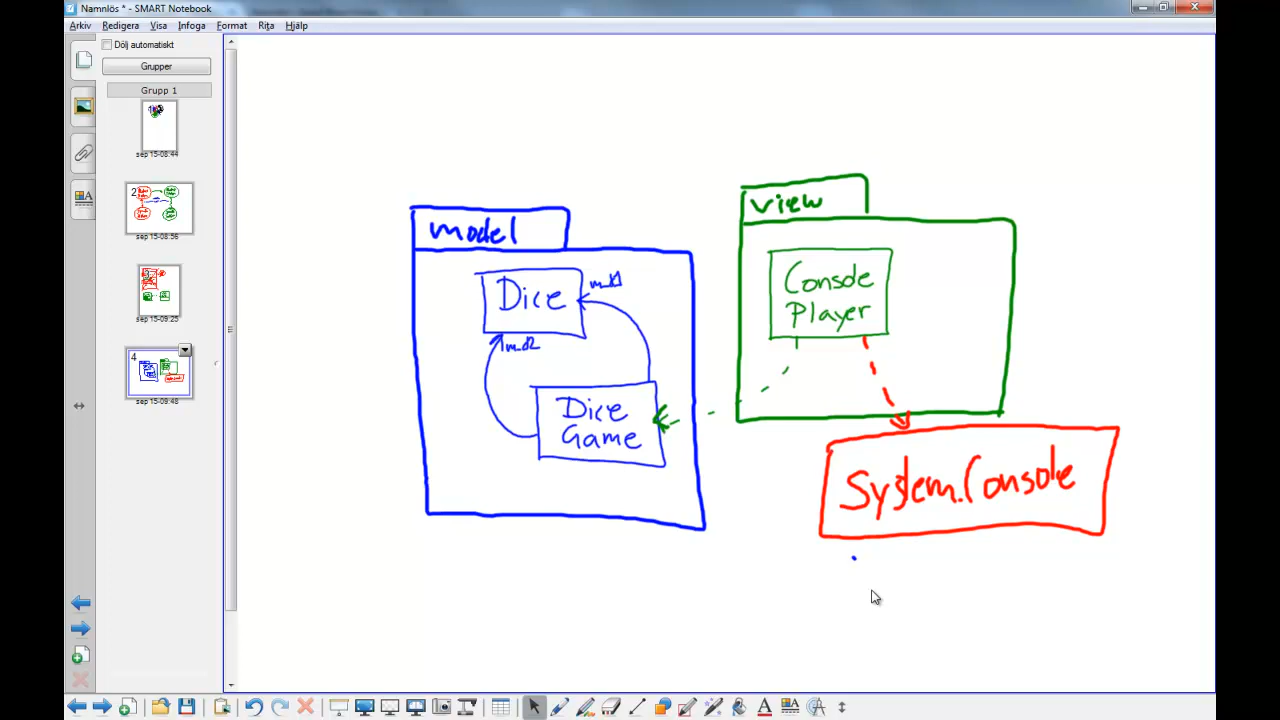 Namnlös * - SMART Notebook
Arkiv Redigera Visa Infoga Format Rita Hjälp
Dölj automatiskt
Grupper
Grupp 1
sep 15-08:44
2
sep 15-08:56
sep 15-09:25
4
sep 15-09:48
model
Dice
m_d1
m_d2
Dice
Game
view
Console
Player
System.Console